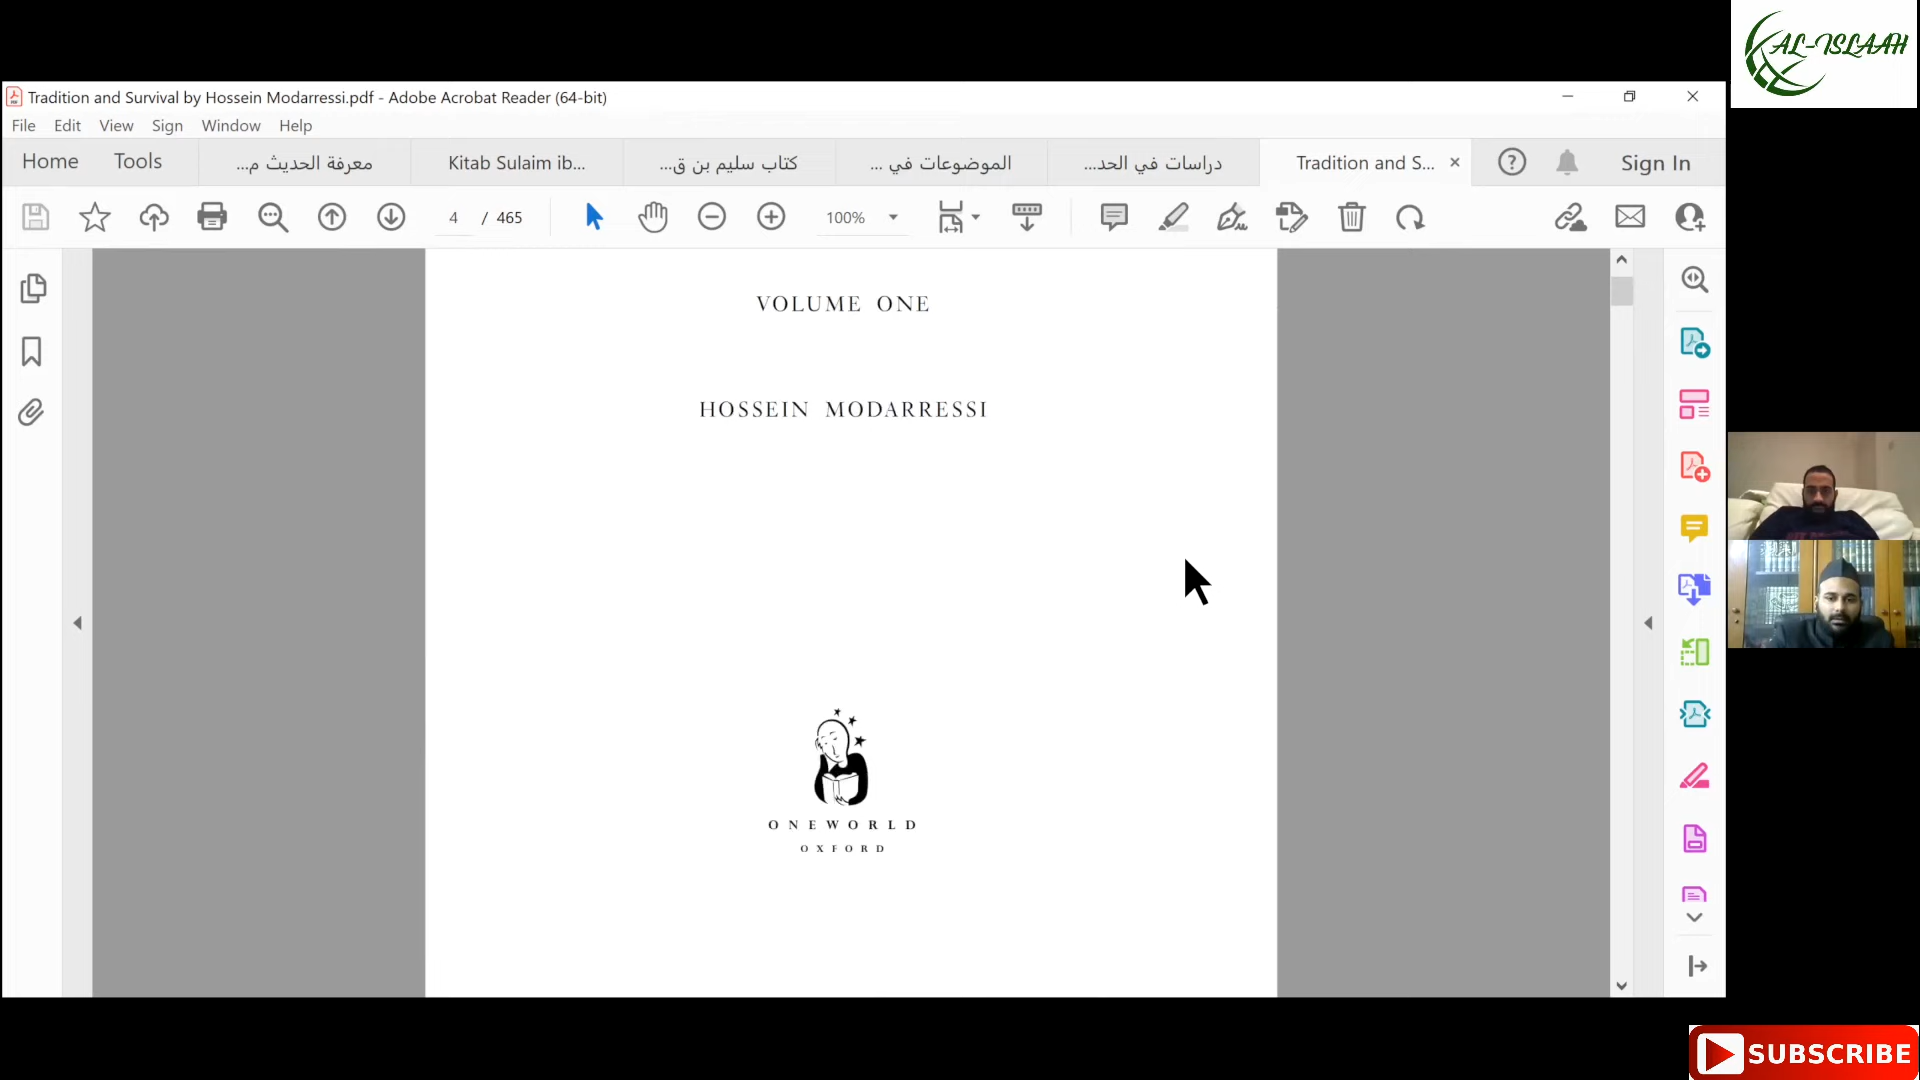 AL-ISLAAH
Tradition and Survival by Hossein Modarressi.pdf - Adobe Acrobat Reader (64-bit)
File Edit View Sign Window Help
Home Tools معرفة الحديث م... Kitab Sulaim ib... كتاب سليم بن ق... الموضوعات في ... دراسات في الحد... Tradition and S... × ? Sign In
4 / 465 100%
VOLUME ONE
HOSSEIN MODARRESSI
ONEWORLD
OXFORD
SUBSCRIBE